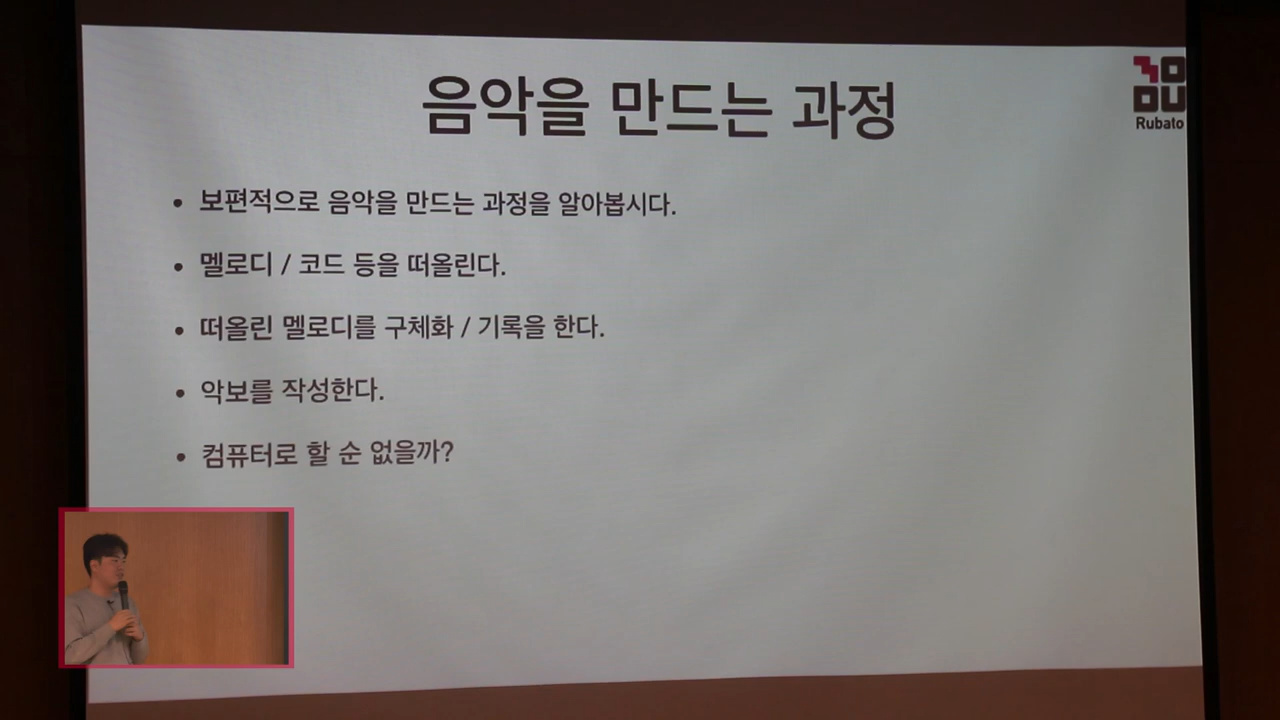 음악을 만드는 과정
Rubato
• 보편적으로 음악을 만드는 과정을 알아봅시다.
• 멜로디 / 코드 등을 떠올린다.
• 떠올린 멜로디를 구체화 / 기록을 한다.
• 악보를 작성한다.
• 컴퓨터로 할 순 없을까?